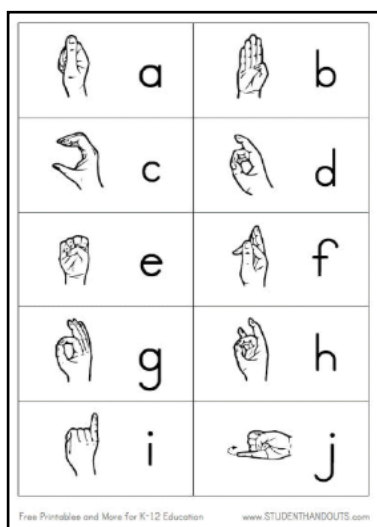 a b
c d
e f
g h
i j
Free Printables and More for K-12 Education www.STUDENTHANDOUTS.com